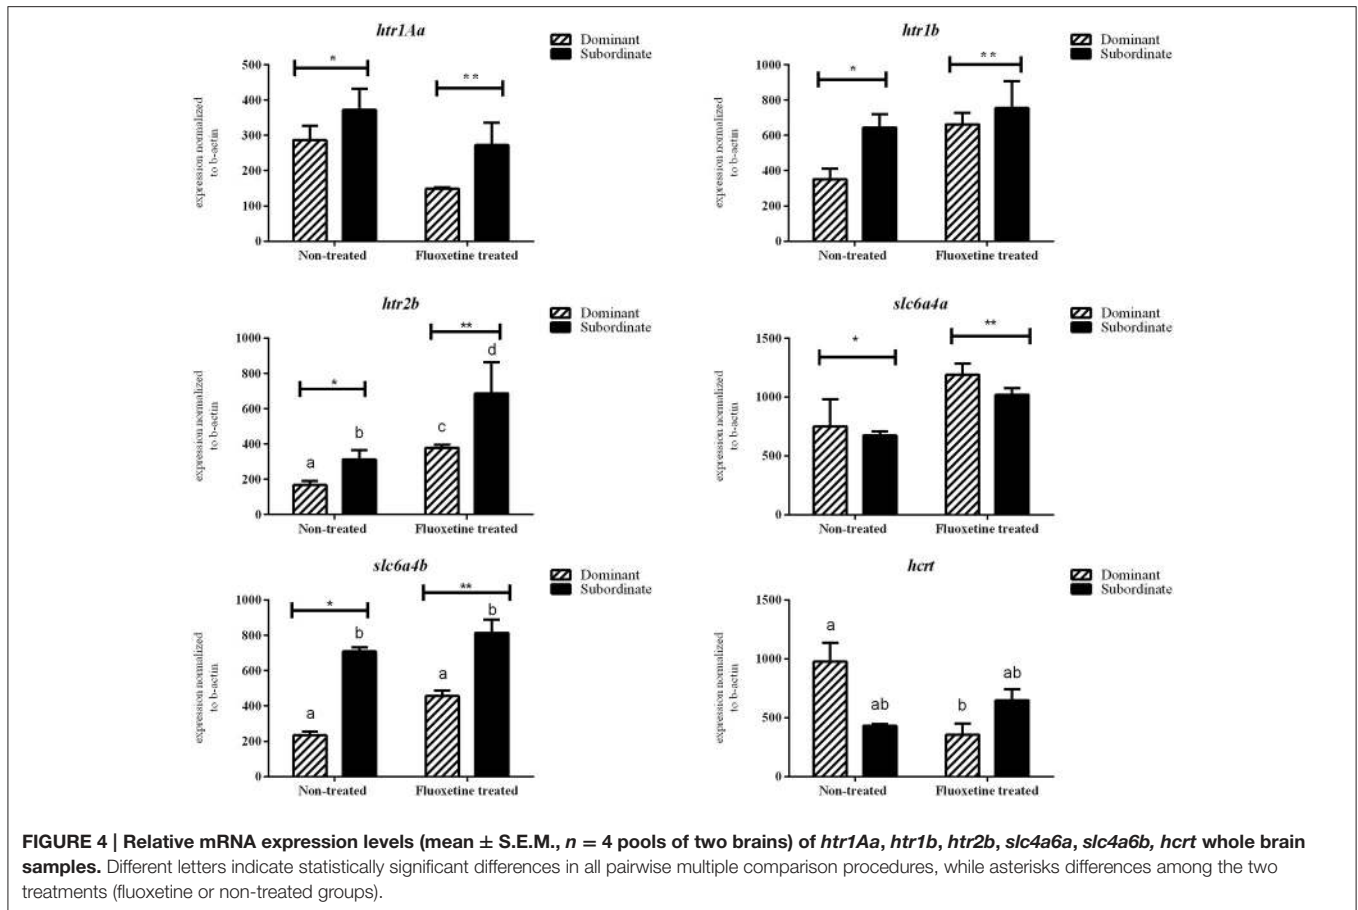 htr1Aa
Dominant
Subordinate
expression normalized
to b-actin
500
400
300
200
100
0
*
**
Non-treated
Fluoxetine treated
htr1b
Dominant
Subordinate
expression normalized
to b-actin
1000
800
600
400
200
0
*
**
Non-treated
Fluoxetine treated
htr2b
Dominant
Subordinate
expression normalized
to b-actin
1000
800
600
400
200
0
*
**
a
b
c
d
Non-treated
Fluoxetine treated
slc6a4a
Dominant
Subordinate
expression normalized
to b-actin
1500
1000
500
0
*
**
Non-treated
Fluoxetine treated
slc6a4b
Dominant
Subordinate
expression normalized
to b-actin
1000
800
600
400
200
0
*
**
a
b
a
b
Non-treated
Fluoxetine treated
hcrt
Dominant
Subordinate
expression normalized
to b-actin
1500
1000
500
0
a
ab
b
ab
Non-treated
Fluoxetine treated
FIGURE 4 | Relative mRNA expression levels (mean ± S.E.M., n = 4 pools of two brains) of htr1Aa, htr1b, htr2b, slc4a6a, slc4a6b, hcrt whole brain
samples. Different letters indicate statistically significant differences in all pairwise multiple comparison procedures, while asterisks differences among the two
treatments (fluoxetine or non-treated groups).